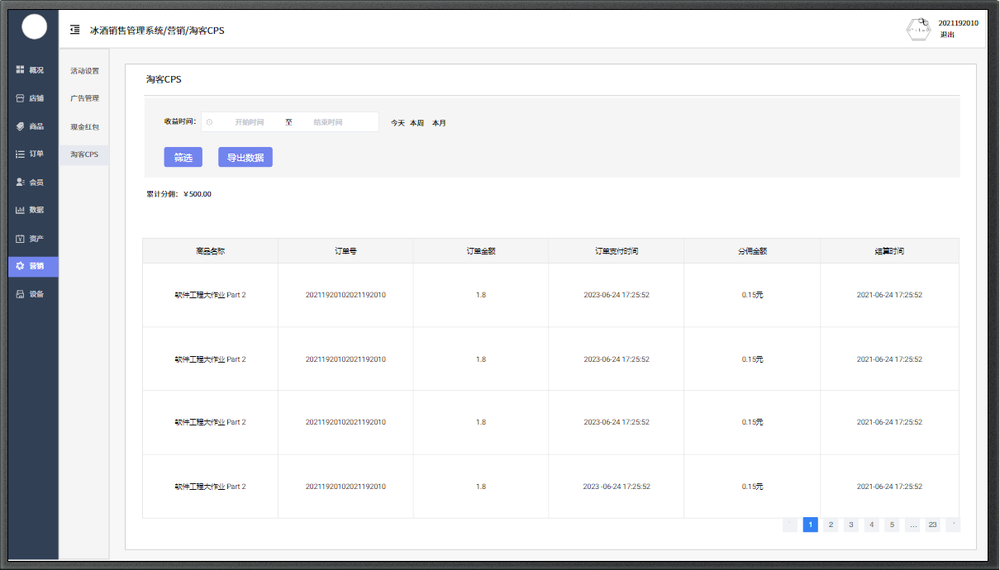 冰酒销售管理系统/营销/淘客CPS
2021192010
退出
概况
店铺
商品
订单
会员
数据
资产
营销
设备
活动设置
广告管理
现金红包
淘客CPS
淘客CPS
收益时间: 开始时间 至 结束时间 今天 本周 本月
筛选 导出数据
累计分佣: ￥500.00
商品名称 订单号 订单金额 订单支付时间 分佣金额 结算时间
软件工程大作业 Part 2 20211920102021192010 1.8 2023-06-24 17:25:52 0.15元 2021-06-24 17:25:52
软件工程大作业 Part 2 20211920102021192010 1.8 2023-06-24 17:25:52 0.15元 2021-06-24 17:25:52
软件工程大作业 Part 2 20211920102021192010 1.8 2023-06-24 17:25:52 0.15元 2021-06-24 17:25:52
软件工程大作业 Part 2 20211920102021192010 1.8 2023 -06-24 17:25:52 0.15元 2021-06-24 17:25:52
1 2 3 4 5 ... 23